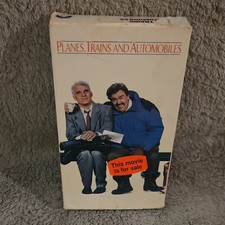 PLANES, TRAINS AND AUTOMOBILES
This movie
is for sale